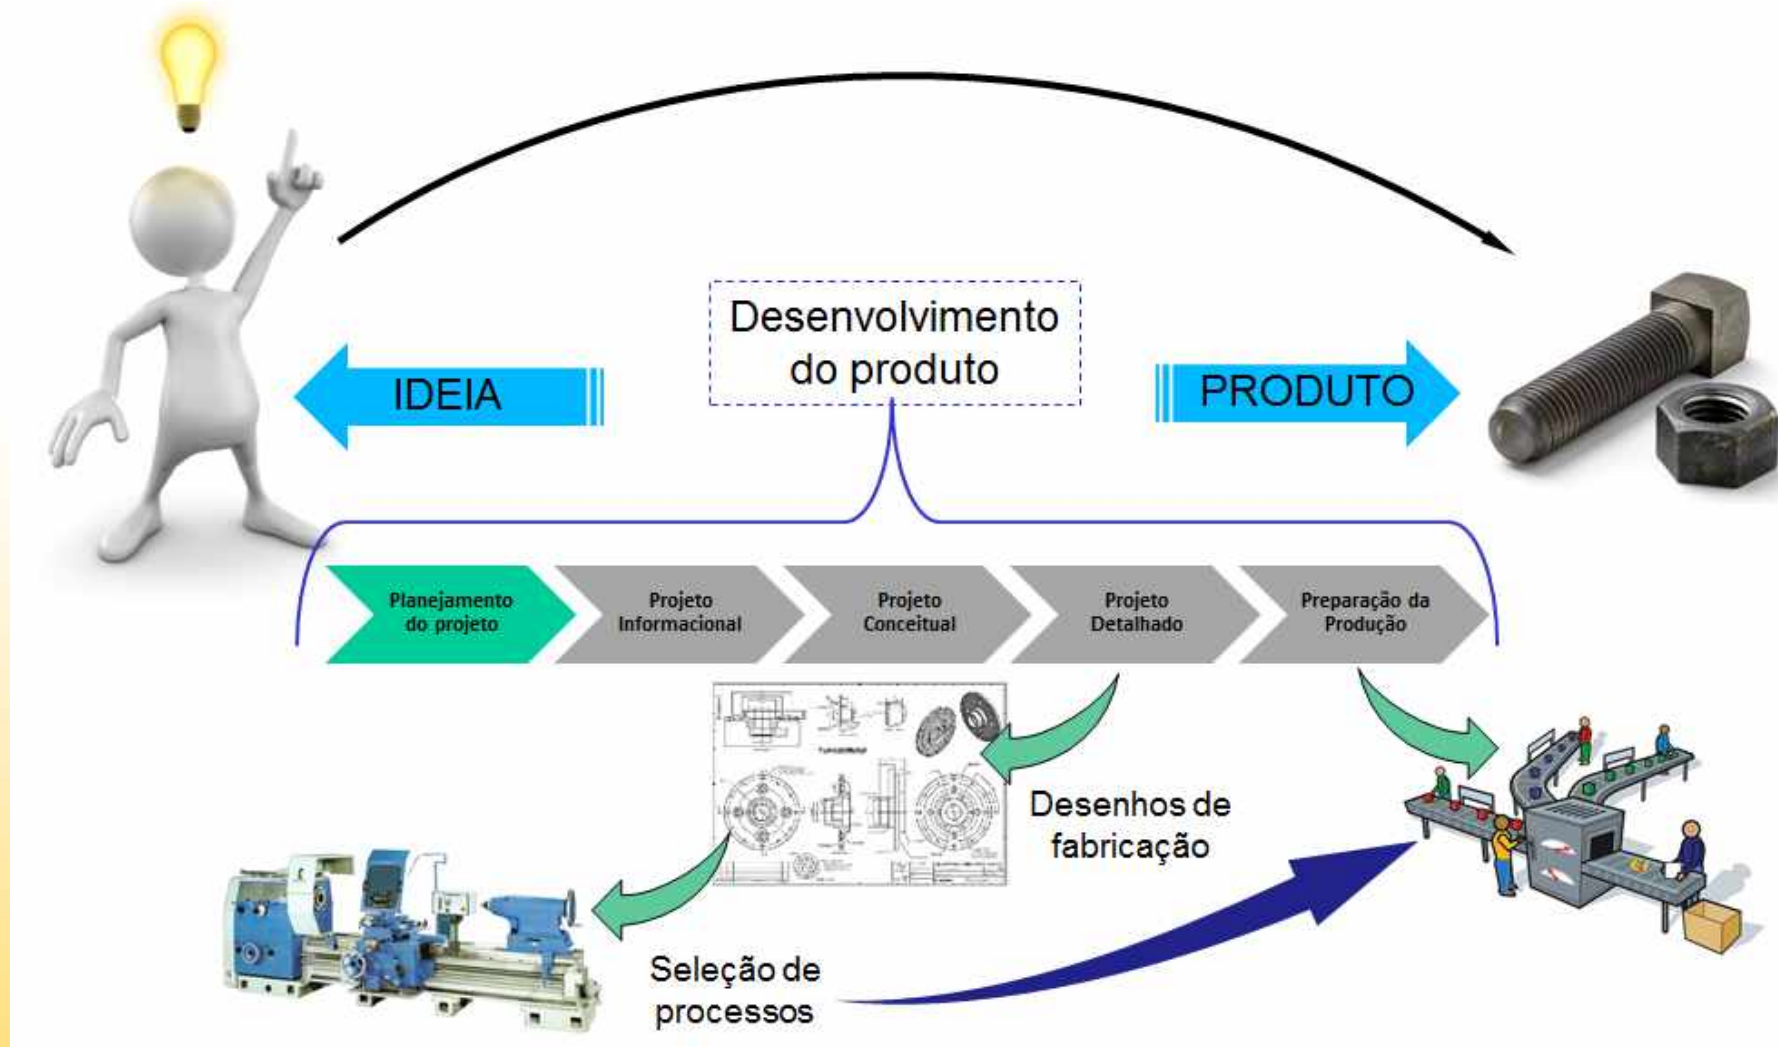 Desenvolvimento
do produto
IDEIA
PRODUTO
Planejamento
do projeto
Projeto
Informacional
Projeto
Conceitual
Projeto
Detalhado
Preparação da
Produção
Desenhos de
fabricação
Seleção de
processos